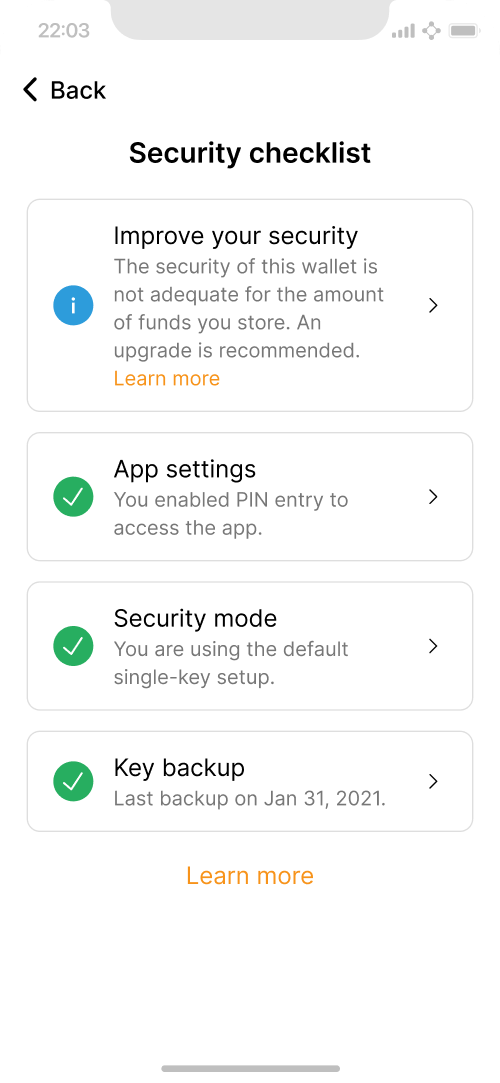 22:03
Back
Security checklist
Improve your security
The security of this wallet is
not adequate for the amount
of funds you store. An
upgrade is recommended.
Learn more
App settings
You enabled PIN entry to
access the app.
Security mode
You are using the default
single-key setup.
Key backup
Last backup on Jan 31, 2021.
Learn more